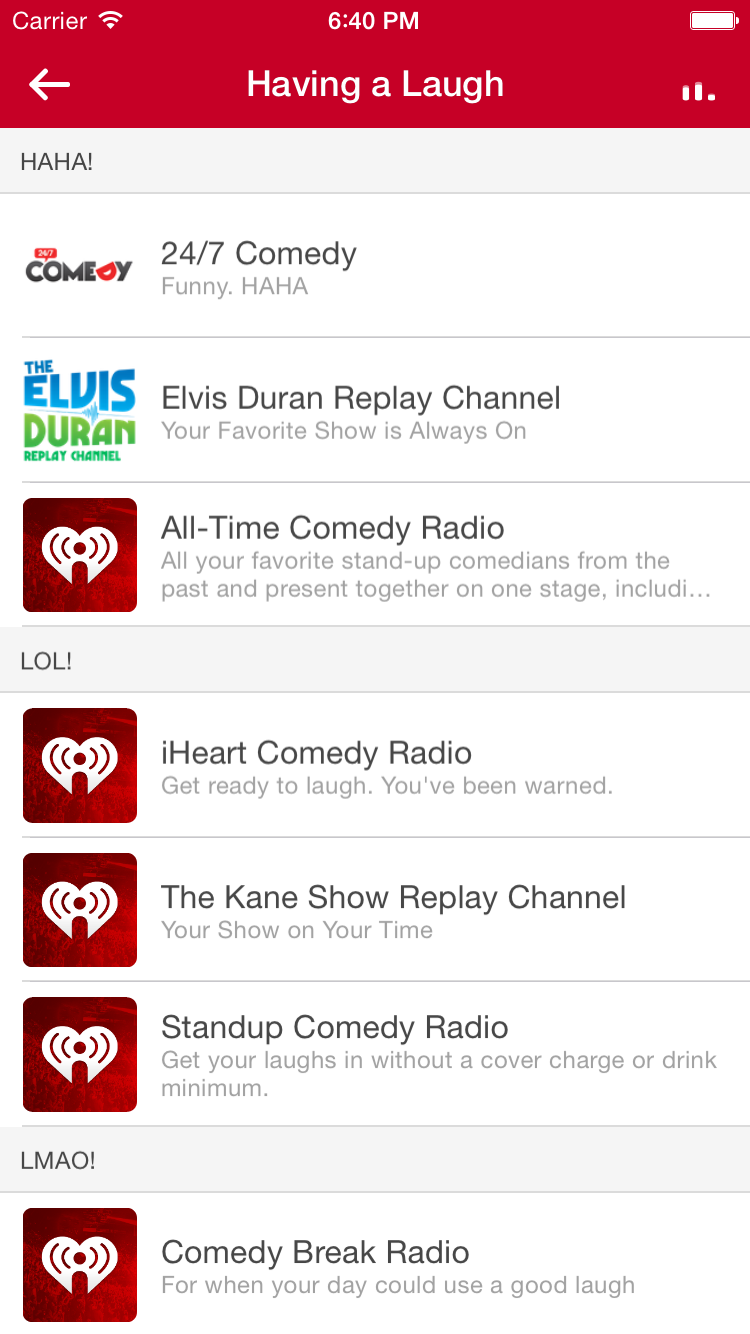 Carrier 6:40 PM
Having a Laugh
HAHA!
24/7
COMEDY
24/7 Comedy
Funny. HAHA
THE
ELVIS
DURAN
REPLAY CHANNEL
Elvis Duran Replay Channel
Your Favorite Show is Always On
All-Time Comedy Radio
All your favorite stand-up comedians from the
past and present together on one stage, includi...
LOL!
iHeart Comedy Radio
Get ready to laugh. You've been warned.
The Kane Show Replay Channel
Your Show on Your Time
Standup Comedy Radio
Get your laughs in without a cover charge or drink
minimum.
LMAO!
Comedy Break Radio
For when your day could use a good laugh